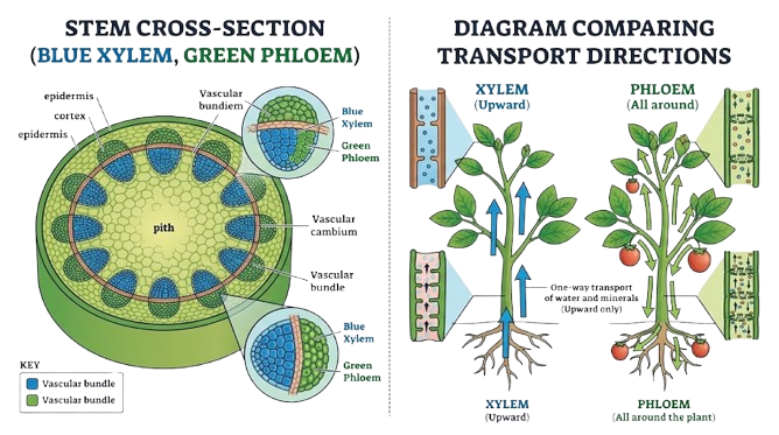 STEM CROSS-SECTION
(BLUE XYLEM, GREEN PHLOEM)
epidermis
cortex
epidermis
Vascular
bundiem
Blue
Xylem
Green
Phloem
pith
Vascular
cambium
Vascular
bundle
Blue
Xylem
Green
Phloem
KEY
Vascular bundle
Vascular bundle
DIAGRAM COMPARING
TRANSPORT DIRECTIONS
XYLEM
(Upward)
PHLOEM
(All around)
One-way transport
of water and minerals
(Upward only)
XYLEM
(Upward)
PHLOEM
(All around the plant)